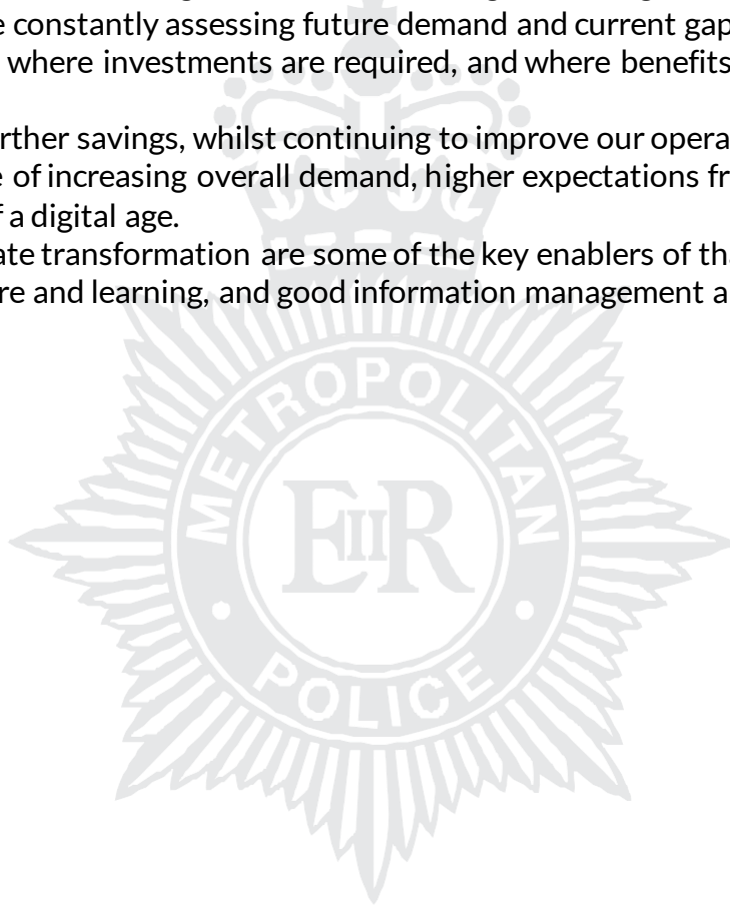 e constantly assessing future demand and current gap
where investments are required, and where benefits
rther savings, whilst continuing to improve our opera
e of increasing overall demand, higher expectations fr
f a digital age.
ate transformation are some of the key enablers of tha
re and learning, and good information management a
METROPOLITAN
EIIR
POLICE